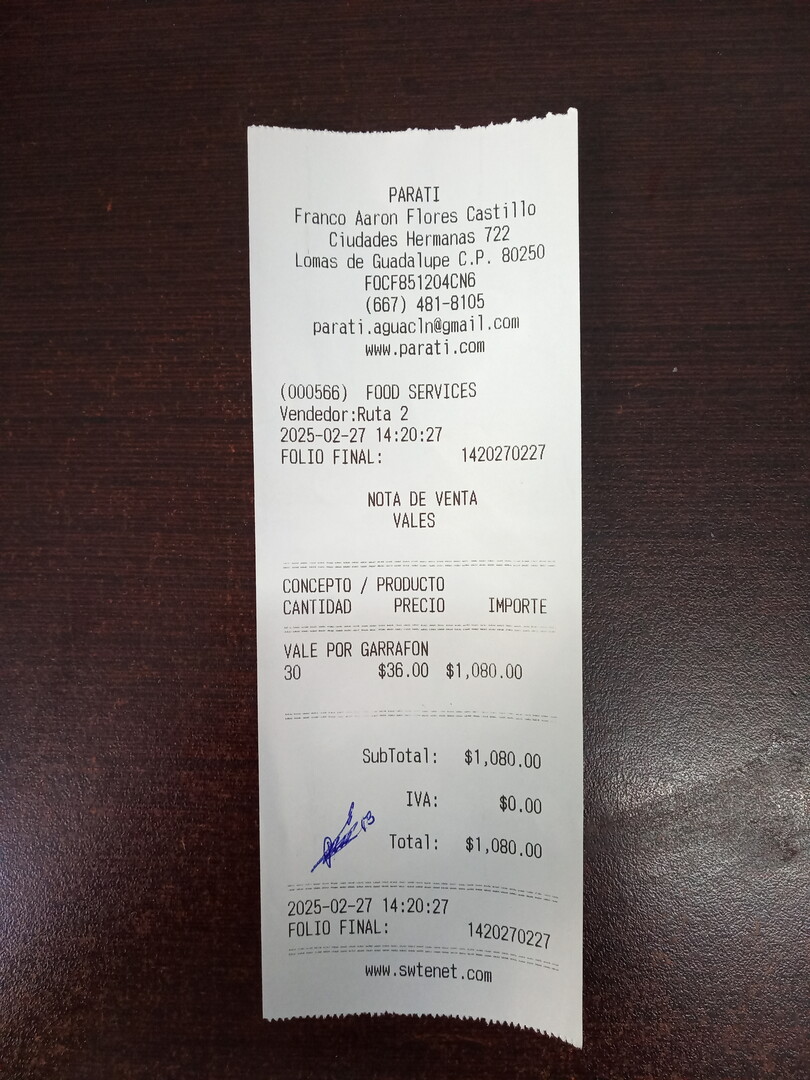 PARATI
Franco Aaron Flores Castillo
Ciudades Hermanas 722
Lomas de Guadalupe C.P. 80250
FOCF851204CN6
(667) 481-8105
parati.aguacln@gmail.com
www.parati.com
(000566) FOOD SERVICES
Vendedor:Ruta 2
2025-02-27 14:20:27
FOLIO FINAL: 1420270227
NOTA DE VENTA
VALES
CONCEPTO / PRODUCTO
CANTIDAD PRECIO IMPORTE
VALE POR GARRAFON
30 $36.00 $1,080.00
SubTotal: $1,080.00
IVA: $0.00
Total: $1,080.00
2025-02-27 14:20:27
FOLIO FINAL: 1420270227
www.swtenet.com